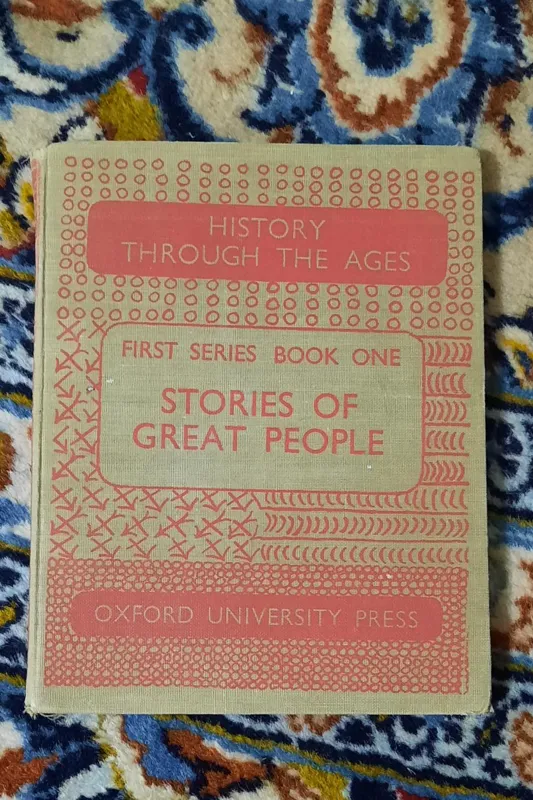 HISTORY
THROUGH THE AGES
FIRST SERIES BOOK ONE
STORIES OF
GREAT PEOPLE
OXFORD UNIVERSITY PRESS